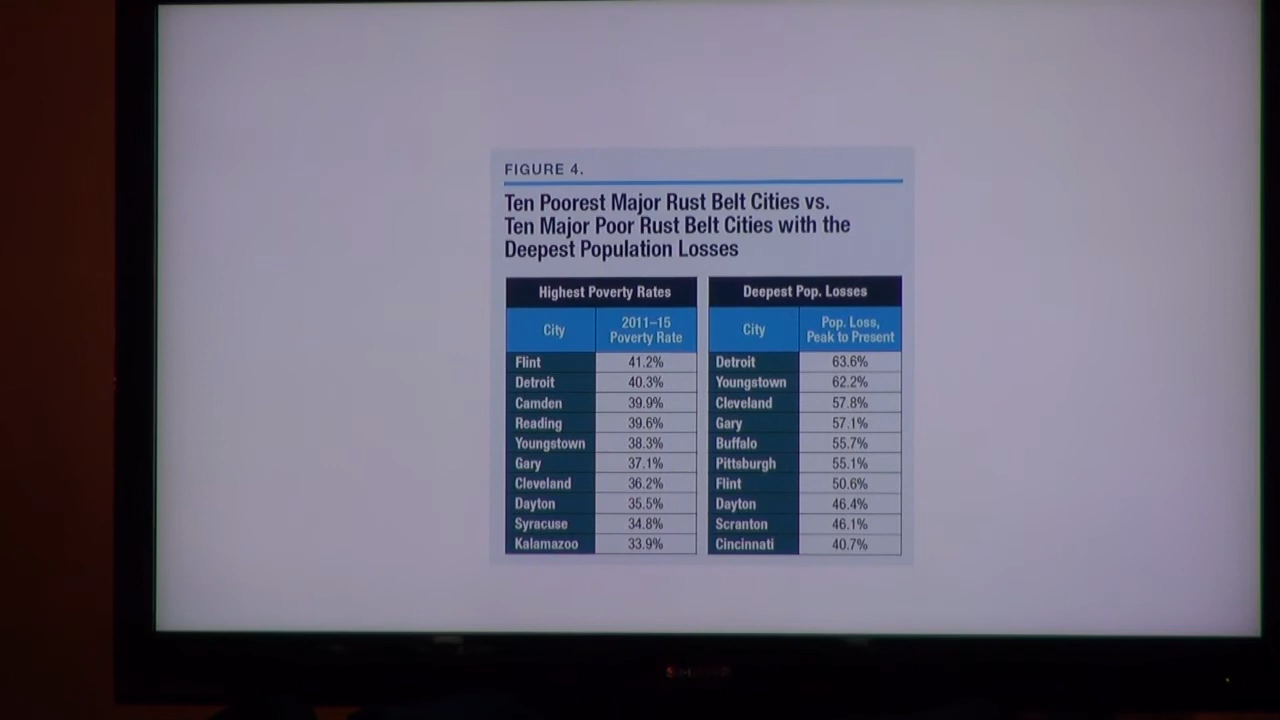 FIGURE 4.
Ten Poorest Major Rust Belt Cities vs.
Ten Major Poor Rust Belt Cities with the
Deepest Population Losses
Highest Poverty Rates
City 2011–15
Poverty Rate
Flint 41.2%
Detroit 40.3%
Camden 39.9%
Reading 39.6%
Youngstown 38.3%
Gary 37.1%
Cleveland 36.2%
Dayton 35.5%
Syracuse 34.8%
Kalamazoo 33.9%
Deepest Pop. Losses
City Pop. Loss,
Peak to Present
Detroit 63.6%
Youngstown 62.2%
Cleveland 57.8%
Gary 57.1%
Buffalo 55.7%
Pittsburgh 55.1%
Flint 50.6%
Dayton 46.4%
Scranton 46.1%
Cincinnati 40.7%